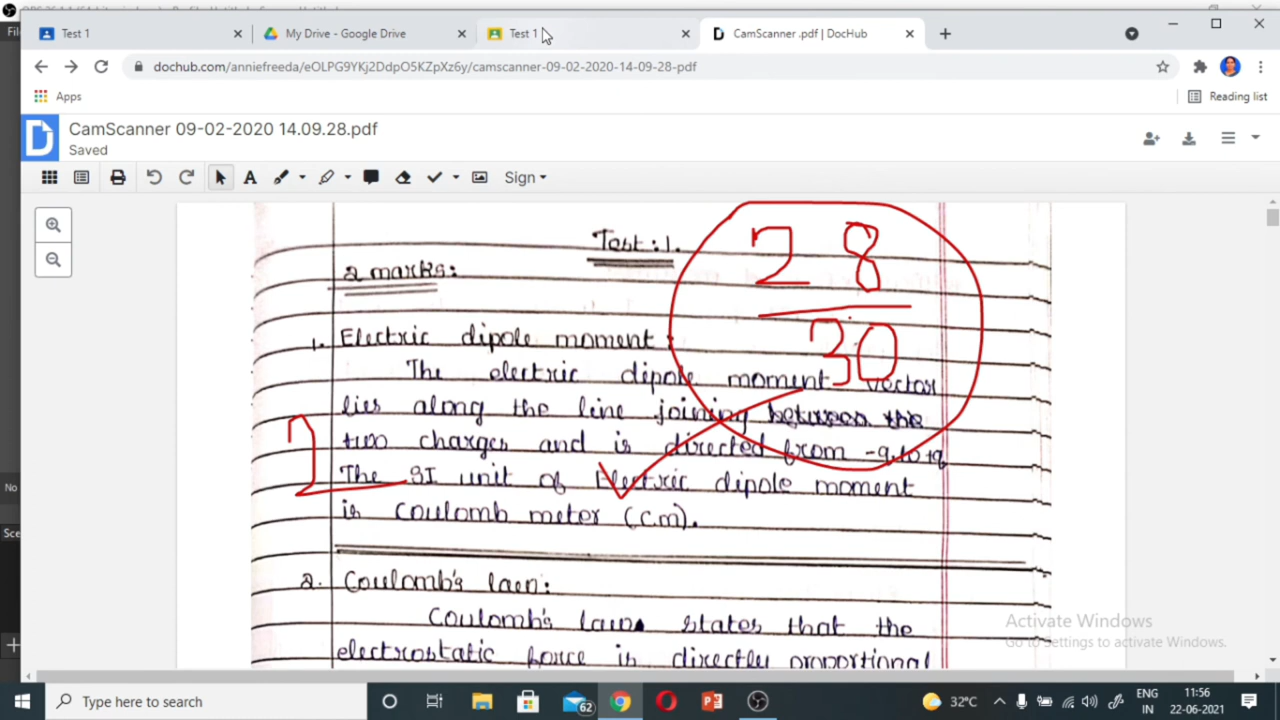 Test 1
My Drive - Google Drive
Test 1
CamScanner .pdf | DocHub
dochub.com/anniefreeda/eOLPG9YKj2DdpO5KZpXz6y/camscanner-09-02-2020-14-09-28-pdf
Apps
Reading list
CamScanner 09-02-2020 14.09.28.pdf
Saved
Sign
Test : 1.
2 marks:
28
30
1. Electric dipole moment :
The electric dipole moment vector
lies along the line joining between the
two charges and is directed from -q to +q
2
The SI unit of Electric dipole moment
is Coulomb meter (Cm).
2. Coulomb's law:
Coulomb's law states that the
electrostatic force is directly proportional
Activate Windows
Go to Settings to activate Windows.
No
Sce
Type here to search
62
32°C
ENG
IN
11:56
22-06-2021